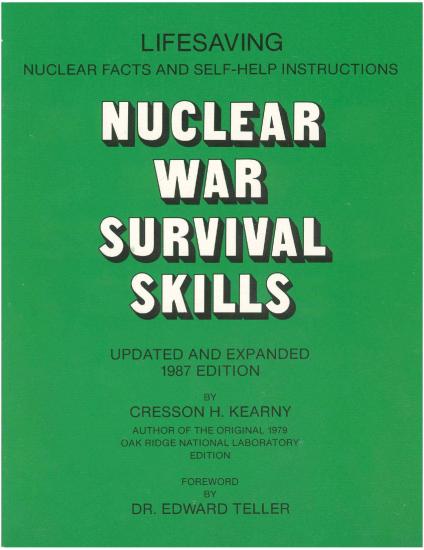 LIFESAVING
NUCLEAR FACTS AND SELF-HELP INSTRUCTIONS
NUCLEAR
WAR
SURVIVAL
SKILLS
UPDATED AND EXPANDED
1987 EDITION
BY
CRESSON H. KEARNY
AUTHOR OF THE ORIGINAL 1979
OAK RIDGE NATIONAL LABORATORY
EDITION
FOREWORD
BY
DR. EDWARD TELLER